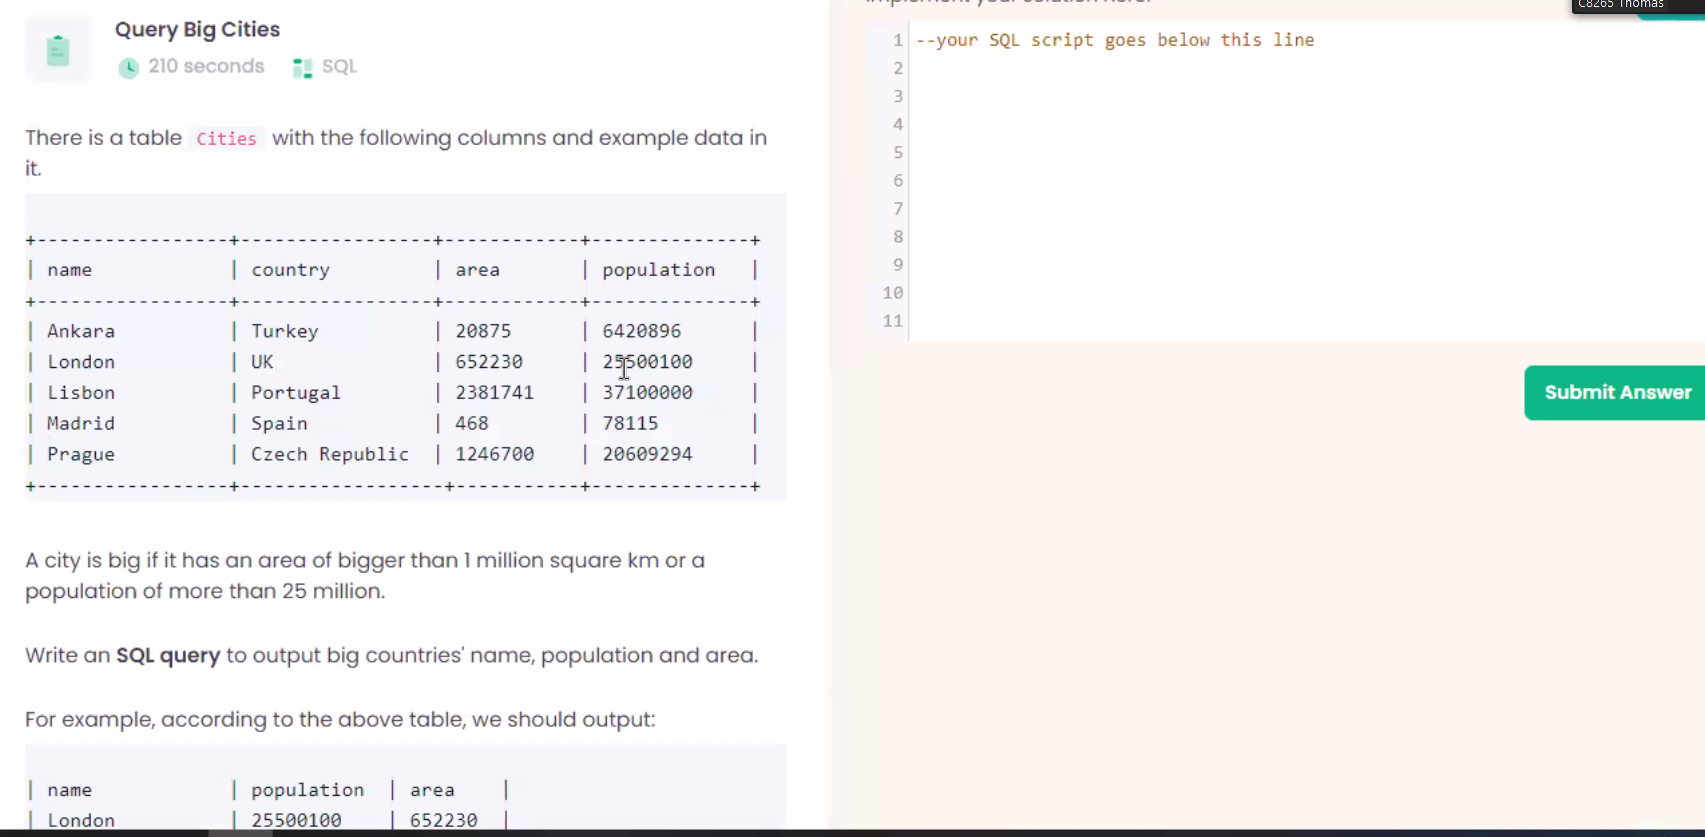 Query Big Cities
210 seconds SQL
There is a table Cities with the following columns and example data in
it.
+-----------------+-----------------+------------+--------------+
| name | country | area | population |
+-----------------+-----------------+------------+--------------+
| Ankara | Turkey | 20875 | 6420896 |
| London | UK | 652230 | 25500100 |
| Lisbon | Portugal | 2381741 | 37100000 |
| Madrid | Spain | 468 | 78115 |
| Prague | Czech Republic | 1246700 | 20609294 |
+-----------------+------------------+-----------+--------------+
A city is big if it has an area of bigger than 1 million square km or a
population of more than 25 million.
Write an SQL query to output big countries' name, population and area.
For example, according to the above table, we should output:
| name | population | area |
| London | 25500100 | 652230 |
C8265 Thomas
1 --your SQL script goes below this line
2
3
4
5
6
7
8
9
10
11
Submit Answer